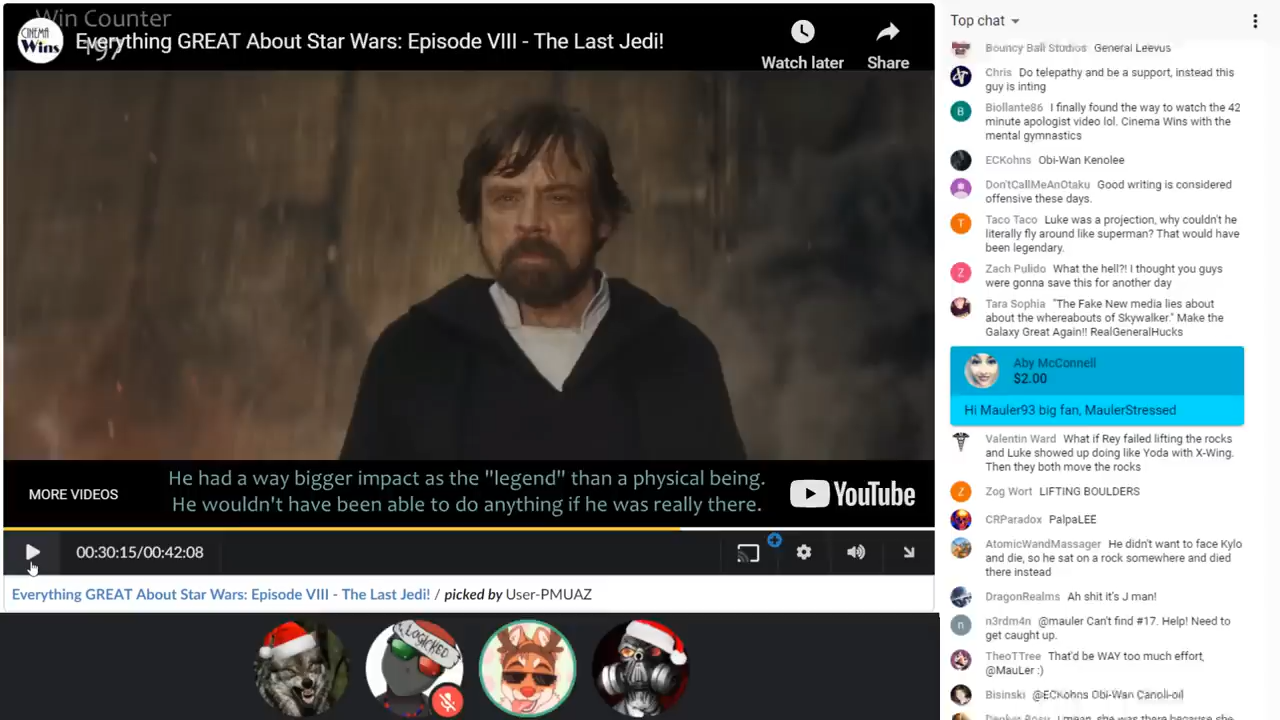 Win Counter
197
CINEMA
Wins
Everything GREAT About Star Wars: Episode VIII - The Last Jedi!
Watch later
Share
He had a way bigger impact as the "legend" than a physical being.
He wouldn't have been able to do anything if he was really there.
MORE VIDEOS
YouTube
00:30:15/00:42:08
Everything GREAT About Star Wars: Episode VIII - The Last Jedi! / picked by User-PMUAZ
LOGICKED
Top chat
Bouncy Ball Studios General Leevus
Chris Do telepathy and be a support, instead this
guy is inting
B
Biollante86 I finally found the way to watch the 42
minute apologist video lol. Cinema Wins with the
mental gymnastics
ECKohns Obi-Wan Kenolee
Don'tCallMeAnOtaku Good writing is considered
offensive these days.
T
Taco Taco Luke was a projection, why couldn't he
literally fly around like superman? That would have
been legendary.
Z
Zach Pulido What the hell?! I thought you guys
were gonna save this for another day
Tara Sophia "The Fake New media lies about
about the whereabouts of Skywalker." Make the
Galaxy Great Again!! RealGeneralHucks
Aby McConnell
$2.00
Hi Mauler93 big fan, MaulerStressed
Valentin Ward What if Rey failed lifting the rocks
and Luke showed up doing like Yoda with X-Wing.
Then they both move the rocks
Z
Zog Wort LIFTING BOULDERS
CRParadox PalpaLEE
AtomicWandMassager He didn't want to face Kylo
and die, so he sat on a rock somewhere and died
there instead
DragonRealms Ah shit it's J man!
n
n3rdm4n @mauler Can't find #17. Help! Need to
get caught up.
TheoTTree That'd be WAY too much effort,
@MauLer :)
Bisinski @ECKohns Obi-Wan Canoli-oil
I mean, she was there because she